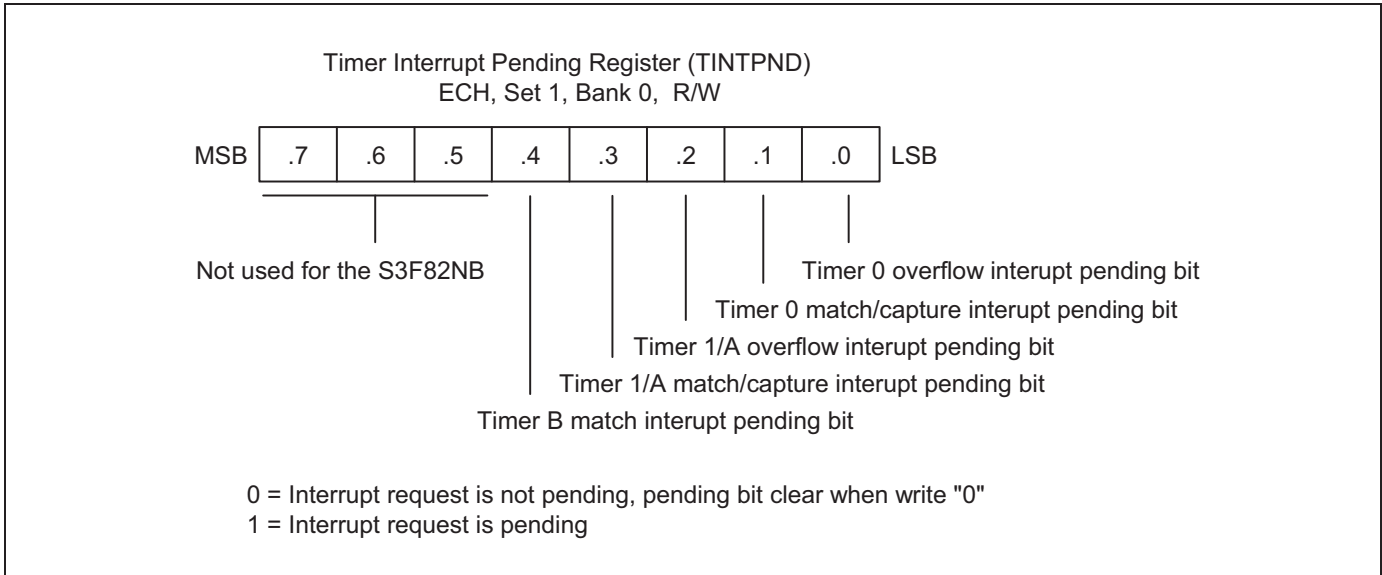 Timer Interrupt Pending Register (TINTPND)
ECH, Set 1, Bank 0, R/W
MSB .7 .6 .5 .4 .3 .2 .1 .0 LSB
Not used for the S3F82NB
Timer 0 overflow interupt pending bit
Timer 0 match/capture interupt pending bit
Timer 1/A overflow interupt pending bit
Timer 1/A match/capture interupt pending bit
Timer B match interupt pending bit
0 = Interrupt request is not pending, pending bit clear when write "0"
1 = Interrupt request is pending